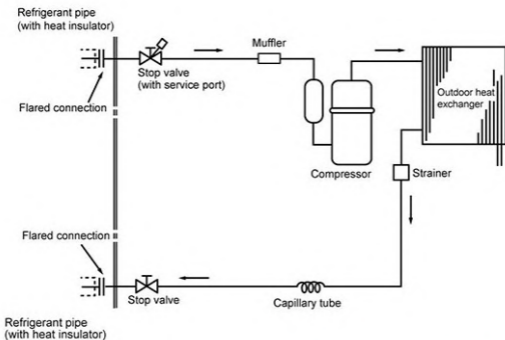 Refrigerant pipe
(with heat insulator)
Muffler
Stop valve
(with service port)
Flared connection
Outdoor heat
exchanger
Compressor
Strainer
Flared connection
Stop valve
Capillary tube
Refrigerant pipe
(with heat insulator)